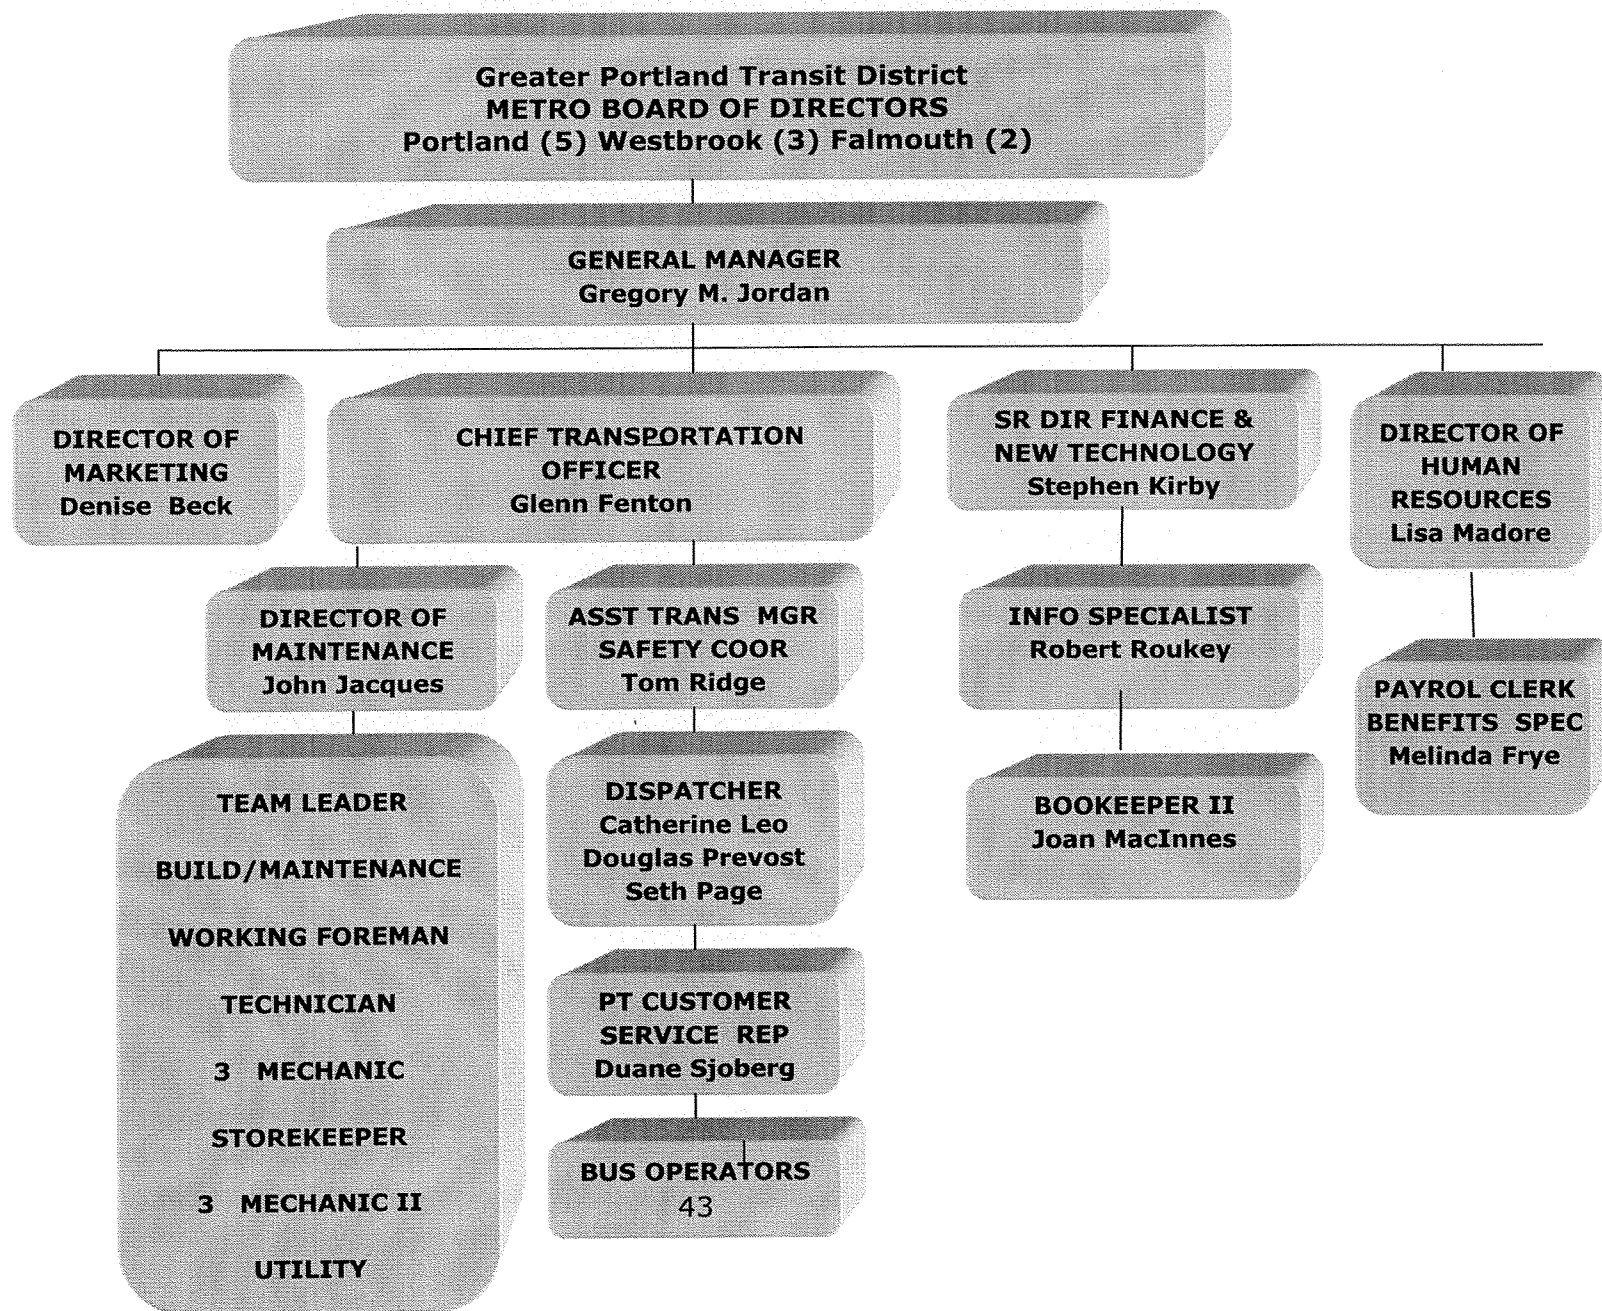 Greater Portland Transit District
METRO BOARD OF DIRECTORS
Portland (5) Westbrook (3) Falmouth (2)
GENERAL MANAGER
Gregory M. Jordan
DIRECTOR OF
MARKETING
Denise Beck
CHIEF TRANSPORTATION
OFFICER
Glenn Fenton
SR DIR FINANCE &
NEW TECHNOLOGY
Stephen Kirby
DIRECTOR OF
HUMAN
RESOURCES
Lisa Madore
DIRECTOR OF
MAINTENANCE
John Jacques
ASST TRANS MGR
SAFETY COOR
Tom Ridge
INFO SPECIALIST
Robert Roukey
PAYROL CLERK
BENEFITS SPEC
Melinda Frye
TEAM LEADER
BUILD/MAINTENANCE
WORKING FOREMAN
TECHNICIAN
3 MECHANIC
STOREKEEPER
3 MECHANIC II
UTILITY
DISPATCHER
Catherine Leo
Douglas Prevost
Seth Page
BOOKEEPER II
Joan MacInnes
PT CUSTOMER
SERVICE REP
Duane Sjoberg
BUS OPERATORS
43